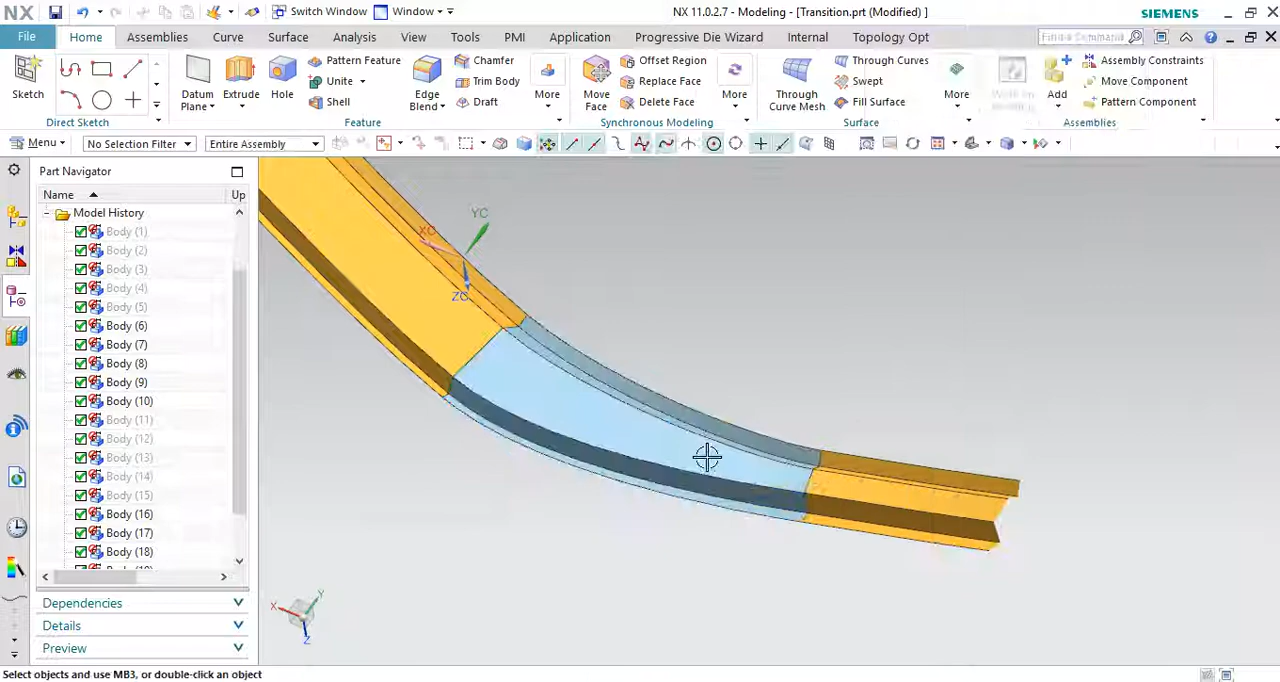 NX
Switch Window
Window
NX 11.0.2.7 - Modeling - [Transition.prt (Modified) ]
SIEMENS
File
Home
Assemblies
Curve
Surface
Analysis
View
Tools
PMI
Application
Progressive Die Wizard
Internal
Topology Opt
Sketch
Direct Sketch
Datum
Plane
Extrude
Hole
Pattern Feature
Unite
Shell
Edge
Blend
Chamfer
Trim Body
Draft
More
Feature
Move
Face
Offset Region
Replace Face
Delete Face
More
Synchronous Modeling
Through
Curve Mesh
Through Curves
Swept
Fill Surface
More
Surface
Add
Assembly Constraints
Move Component
Pattern Component
Assemblies
Menu
No Selection Filter
Entire Assembly
Part Navigator
Name
Up
Model History
Body (1)
Body (2)
Body (3)
Body (4)
Body (5)
Body (6)
Body (7)
Body (8)
Body (9)
Body (10)
Body (11)
Body (12)
Body (13)
Body (14)
Body (15)
Body (16)
Body (17)
Body (18)
Dependencies
Details
Preview
XC
YC
ZC
X
Y
Z
Select objects and use MB3, or double-click an object